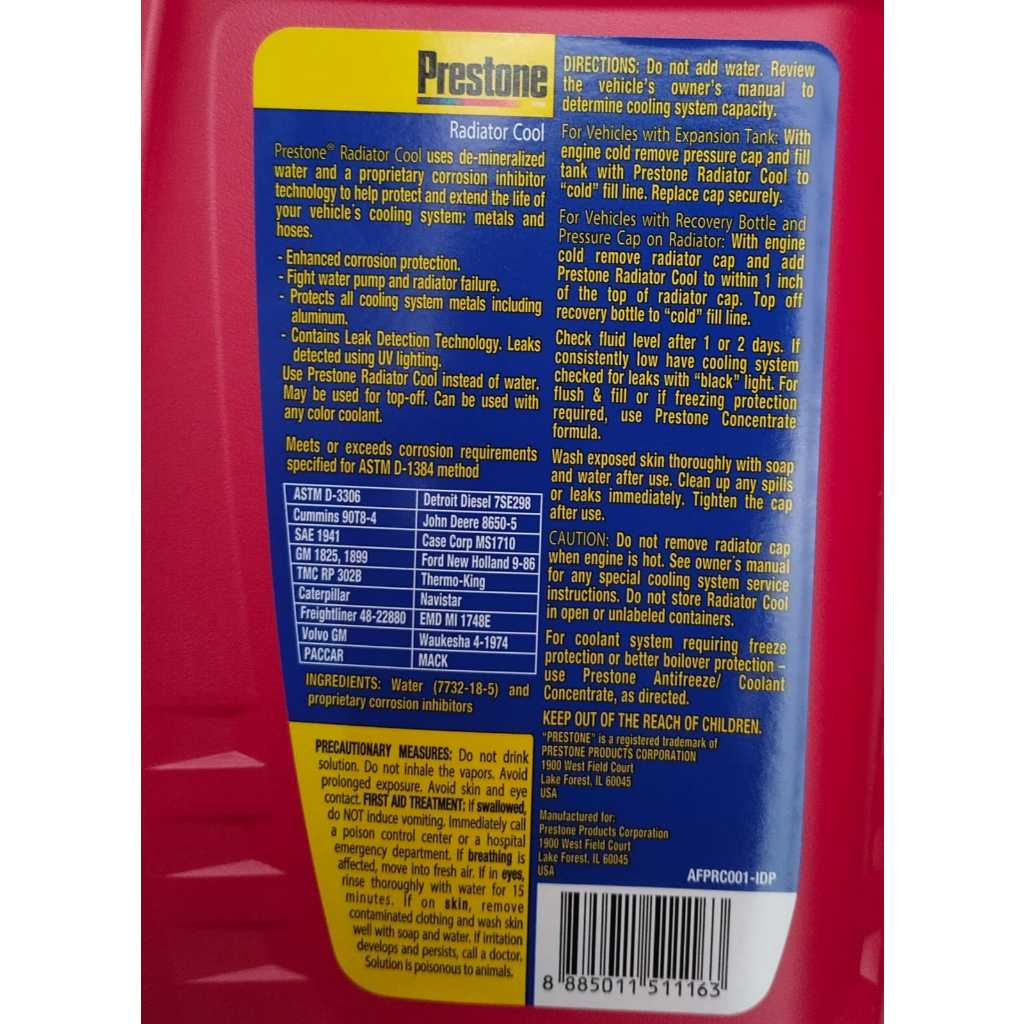 Prestone
Radiator Cool
Prestone® Radiator Cool uses de-mineralized
water and a proprietary corrosion inhibitor
technology to help protect and extend the life of
your vehicle's cooling system: metals and
hoses.
- Enhanced corrosion protection.
- Fight water pump and radiator failure.
- Protects all cooling system metals including
aluminum.
- Contains Leak Detection Technology. Leaks
detected using UV lighting.
Use Prestone Radiator Cool instead of water.
May be used for top-off. Can be used with
any color coolant.
Meets or exceeds corrosion requirements
specified for ASTM D-1384 method
ASTM D-3306 Detroit Diesel 7SE298
Cummins 90T8-4 John Deere 8650-5
SAE 1941 Case Corp MS1710
GM 1825, 1899 Ford New Holland 9-86
TMC RP 302B Thermo-King
Caterpillar Navistar
Freightliner 48-22880 EMD MI 1748E
Volvo GM Waukesha 4-1974
PACCAR MACK
INGREDIENTS: Water (7732-18-5) and
proprietary corrosion inhibitors
PRECAUTIONARY MEASURES: Do not drink
solution. Do not inhale the vapors. Avoid
prolonged exposure. Avoid skin and eye
contact. FIRST AID TREATMENT: If swallowed,
do NOT induce vomiting. Immediately call
a poison control center or a hospital
emergency department. If breathing is
affected, move into fresh air. If in eyes,
rinse thoroughly with water for 15
minutes. If on skin, remove
contaminated clothing and wash skin
well with soap and water. If irritation
develops and persists, call a doctor.
Solution is poisonous to animals.
DIRECTIONS: Do not add water. Review
the vehicle's owner's manual to
determine cooling system capacity.
For Vehicles with Expansion Tank: With
engine cold remove pressure cap and fill
tank with Prestone Radiator Cool to
"cold" fill line. Replace cap securely.
For Vehicles with Recovery Bottle and
Pressure Cap on Radiator: With engine
cold remove radiator cap and add
Prestone Radiator Cool to within 1 inch
of the top of radiator cap. Top off
recovery bottle to "cold" fill line.
Check fluid level after 1 or 2 days. If
consistently low have cooling system
checked for leaks with "black" light. For
flush & fill or if freezing protection
required, use Prestone Concentrate
formula.
Wash exposed skin thoroughly with soap
and water after use. Clean up any spills
or leaks immediately. Tighten the cap
after use.
CAUTION: Do not remove radiator cap
when engine is hot. See owner's manual
for any special cooling system service
instructions. Do not store Radiator Cool
in open or unlabeled containers.
For coolant system requiring freeze
protection or better boilover protection –
use Prestone Antifreeze/ Coolant
Concentrate, as directed.
KEEP OUT OF THE REACH OF CHILDREN.
"PRESTONE" is a registered trademark of
PRESTONE PRODUCTS CORPORATION
1900 West Field Court
Lake Forest, IL 60045
USA
Manufactured for:
Prestone Products Corporation
1900 West Field Court
Lake Forest, IL 60045
USA
AFPRC001-IDP
8 885011 511163